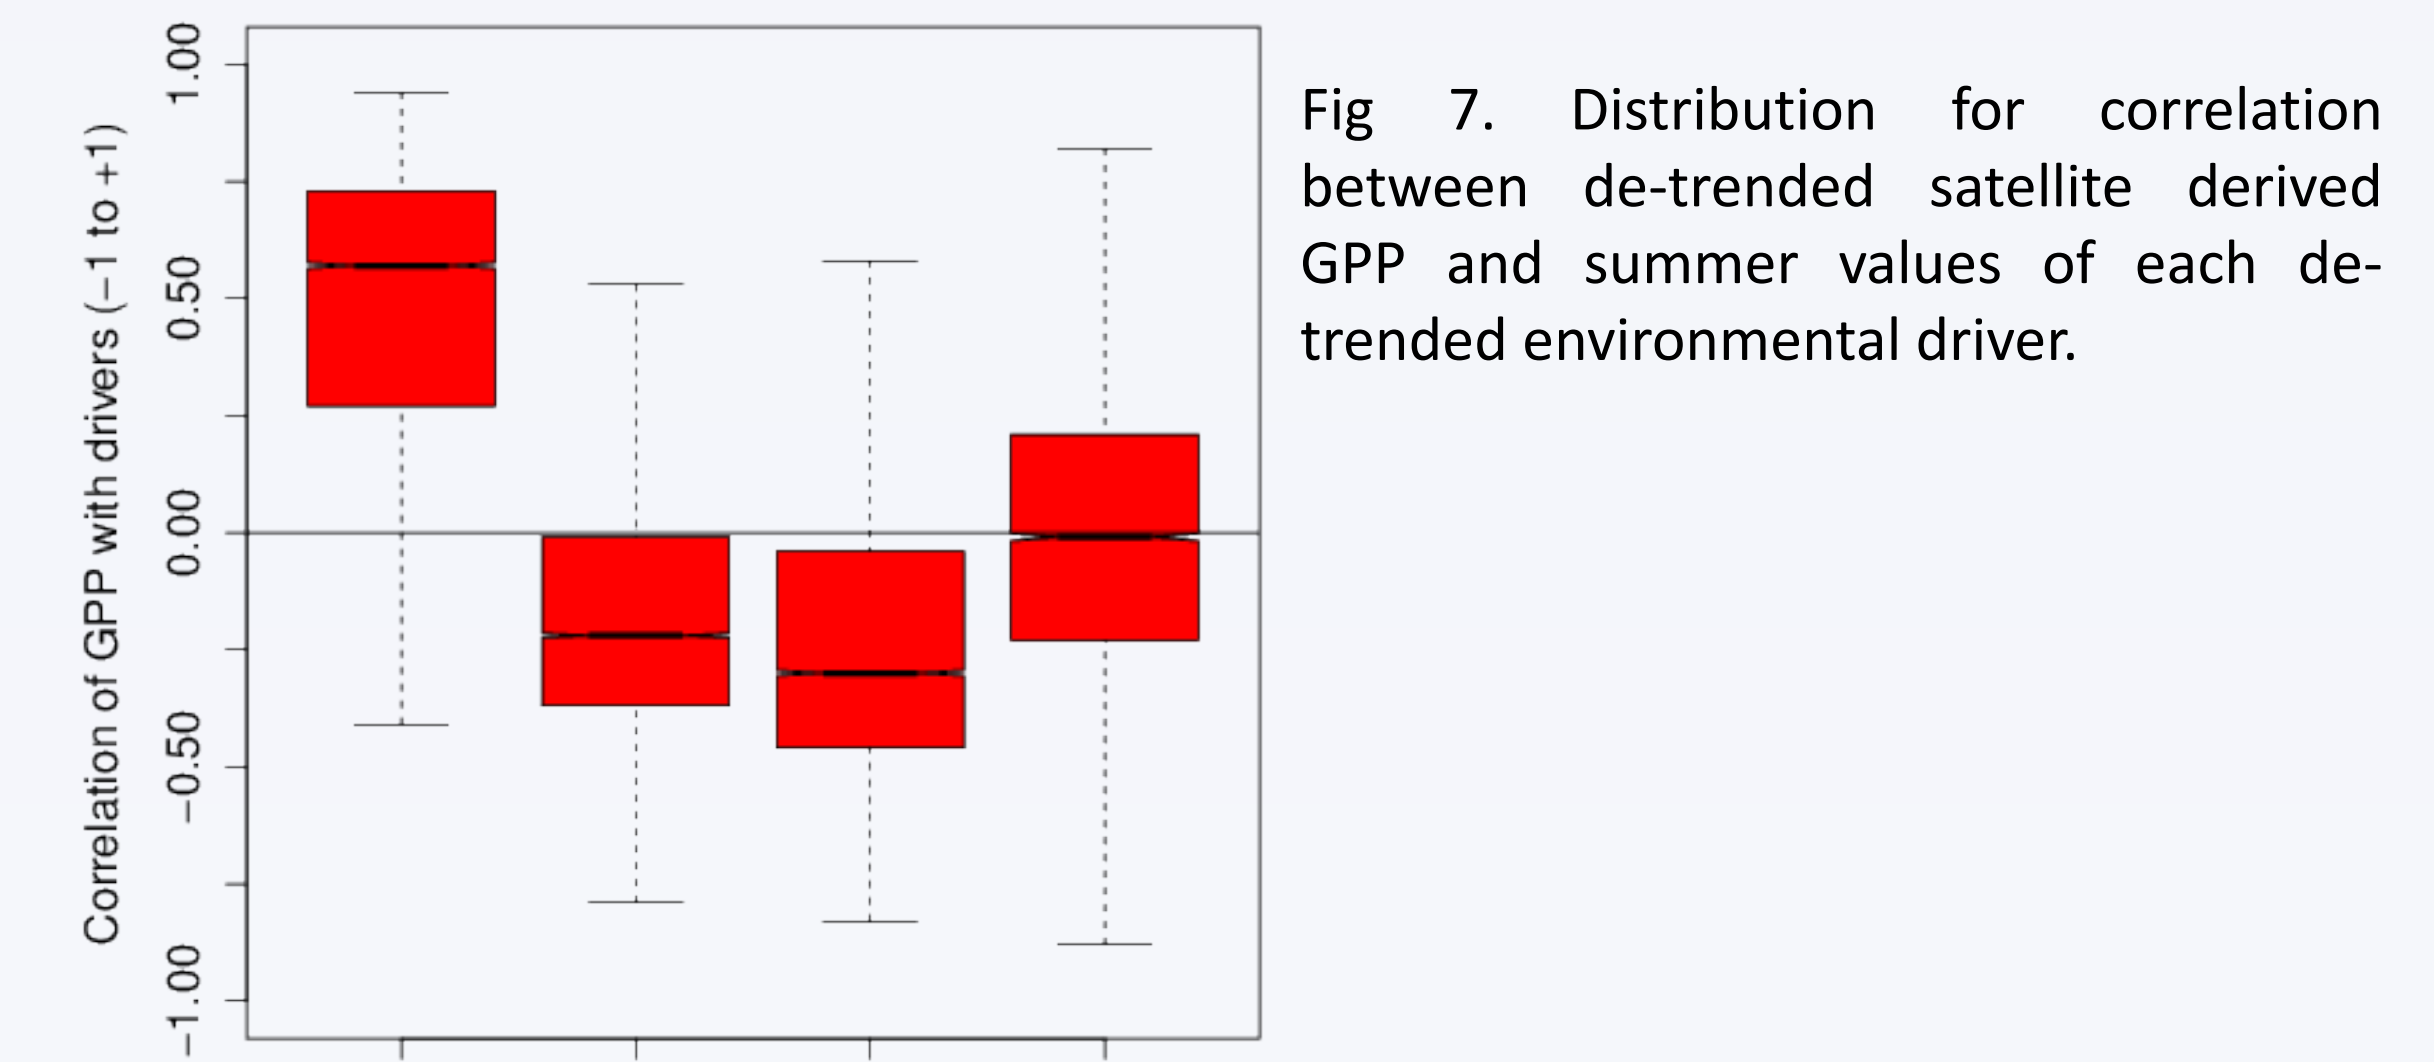 Correlation of GPP with drivers (−1 to +1)
1.00
0.50
0.00
−0.50
−1.00
Fig 7. Distribution for correlation
between de-trended satellite derived
GPP and summer values of each de-
trended environmental driver.